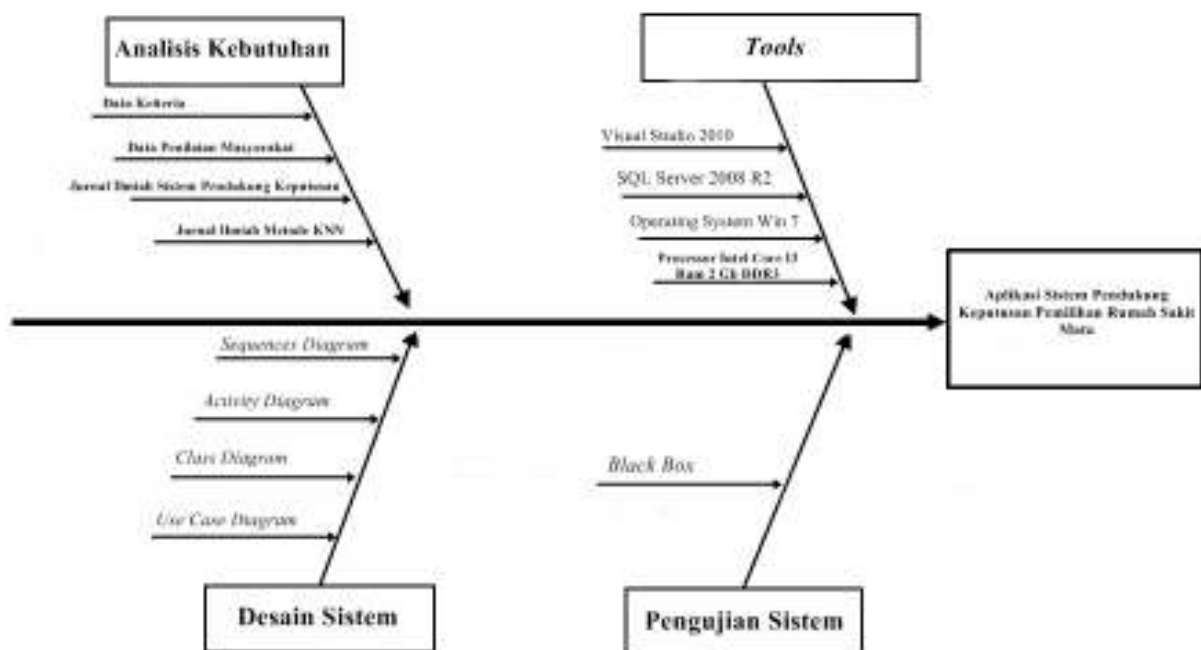 Analisis Kebutuhan
Data Kriteria
Data Penilaian Masyarakat
Jurnal Ilmiah Sistem Pendukung Keputusan
Jurnal Ilmiah Metode KNN
Tools
Visual Studio 2010
SQL Server 2008 R2
Operating System Win 7
Processor Intel Core I3
Ram 2 Gb DDR3
Aplikasi Sistem Pendukung
Keputusan Pemilihan Rumah Sakit
Mata
Sequences Diagram
Activity Diagram
Class Diagram
Use Case Diagram
Desain Sistem
Black Box
Pengujian Sistem